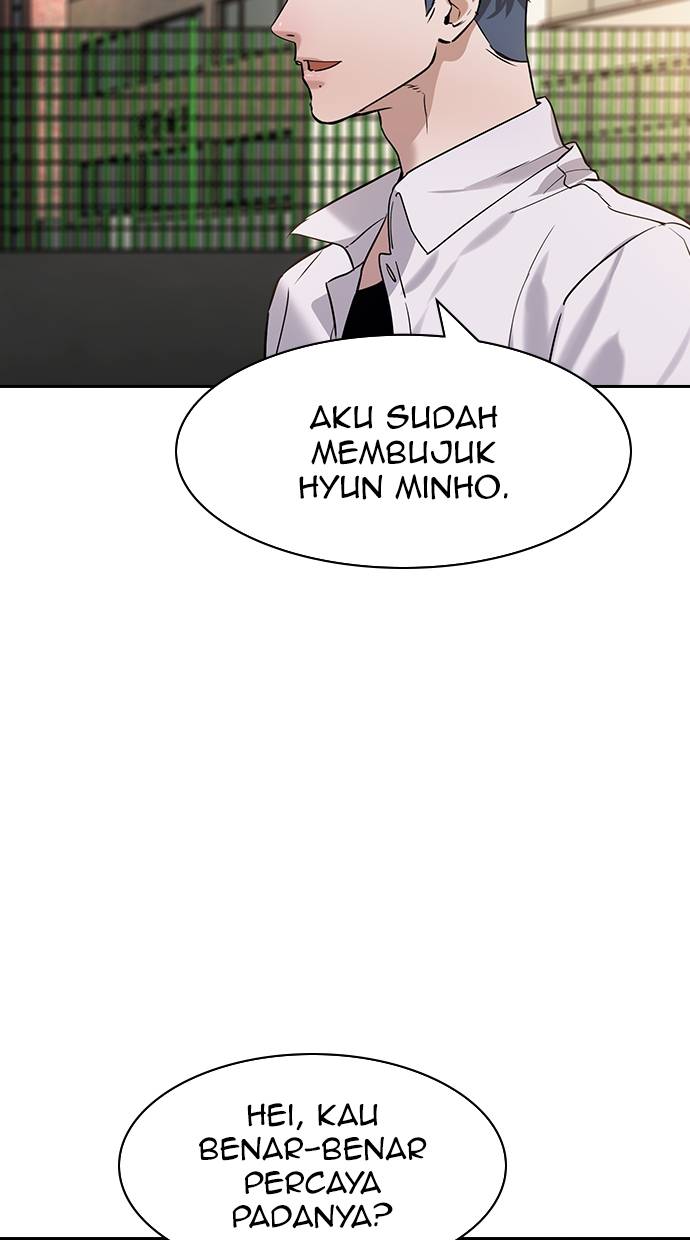 AKU SUDAH
MEMBUJUK
HYUN MINHO.
HEI, KAU
BENAR-BENAR
PERCAYA
PADANYA?